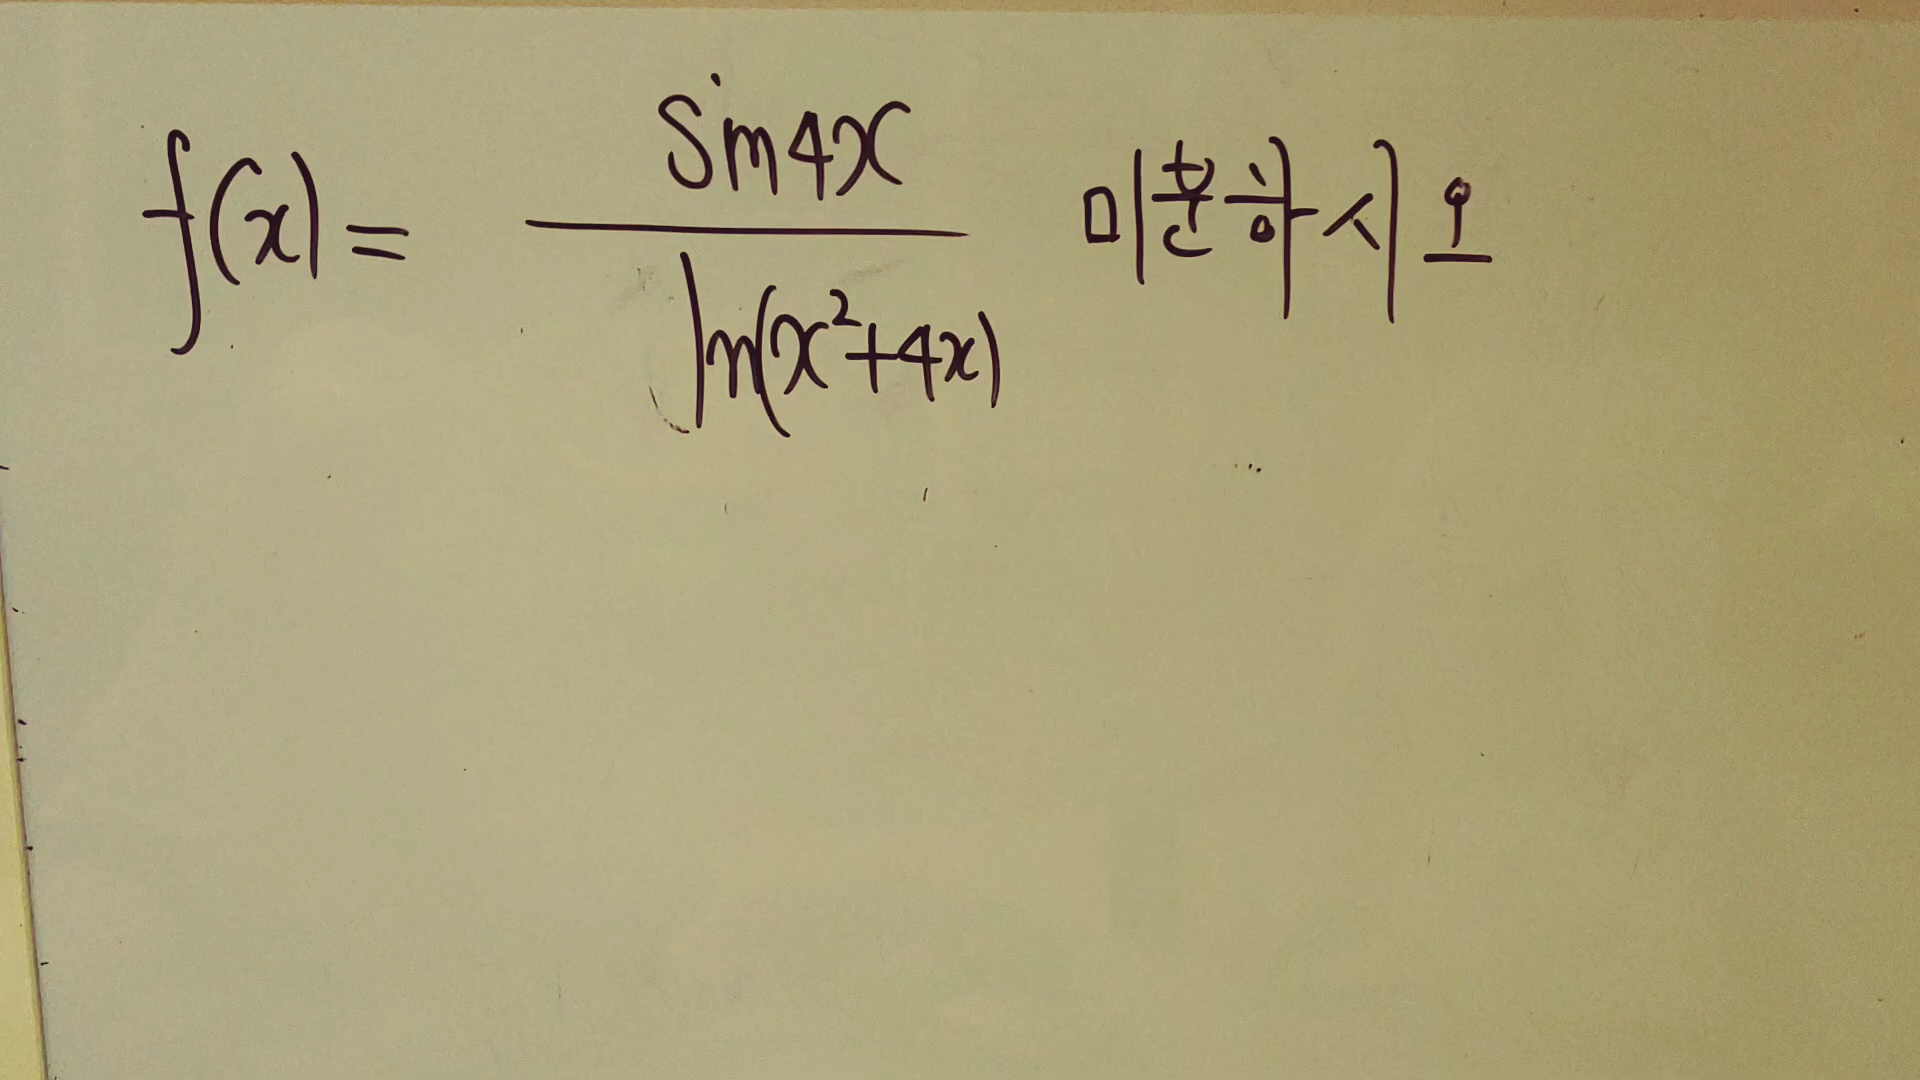 f(x) = sin4x / ln(x²+4x) 미분하시오